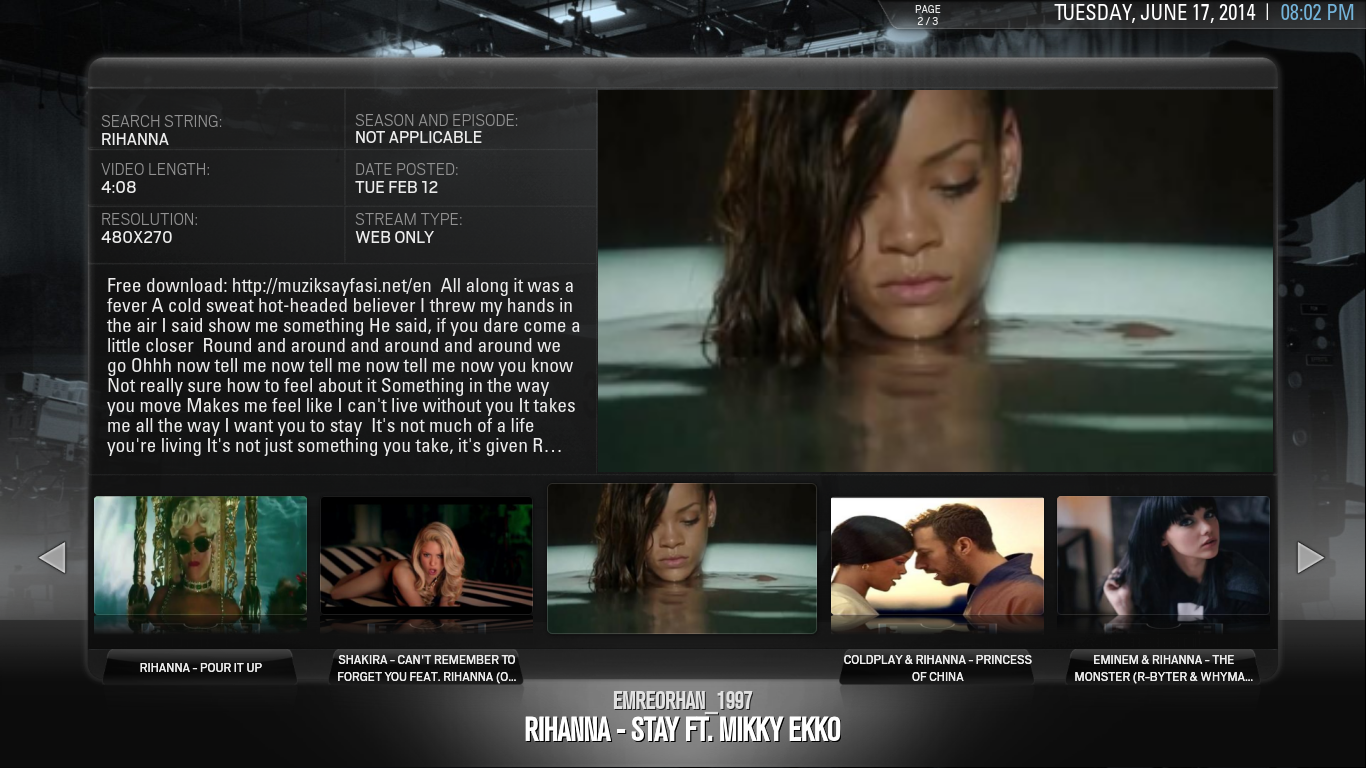 PAGE
2 / 3
TUESDAY, JUNE 17, 2014 | 08:02 PM
SEARCH STRING:
RIHANNA
SEASON AND EPISODE:
NOT APPLICABLE
VIDEO LENGTH:
4:08
DATE POSTED:
TUE FEB 12
RESOLUTION:
480X270
STREAM TYPE:
WEB ONLY
Free download: http://muziksayfasi.net/en  All along it was a
fever A cold sweat hot-headed believer I threw my hands in
the air I said show me something He said, if you dare come a
little closer  Round and around and around and around we
go Ohhh now tell me now tell me now tell me now you know
Not really sure how to feel about it Something in the way
you move Makes me feel like I can't live without you It takes
me all the way I want you to stay  It's not much of a life
you're living It's not just something you take, it's given R...
RIHANNA - POUR IT UP
SHAKIRA - CAN'T REMEMBER TO
FORGET YOU FEAT. RIHANNA (O...
COLDPLAY & RIHANNA - PRINCESS
OF CHINA
EMINEM & RIHANNA - THE
MONSTER (R-BYTER & WHYMA...
EMREORHAN_1997
RIHANNA - STAY FT. MIKKY EKKO